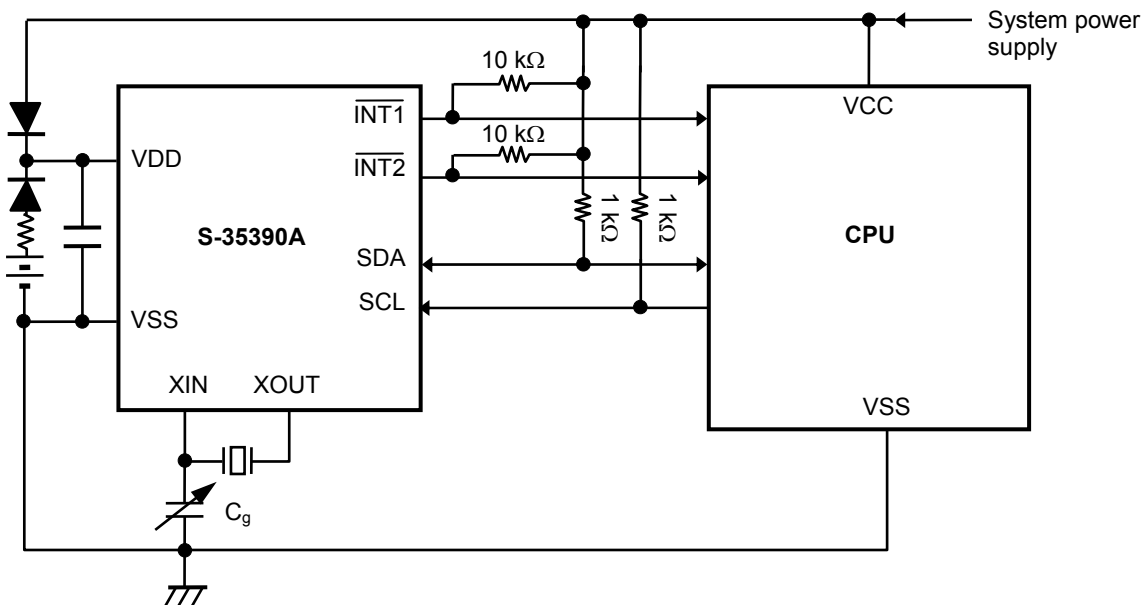 System power
supply
10 kΩ
INT1
VCC
10 kΩ
VDD
INT2
1 kΩ
1 kΩ
S-35390A
CPU
SDA
SCL
VSS
XIN
XOUT
VSS
Cg